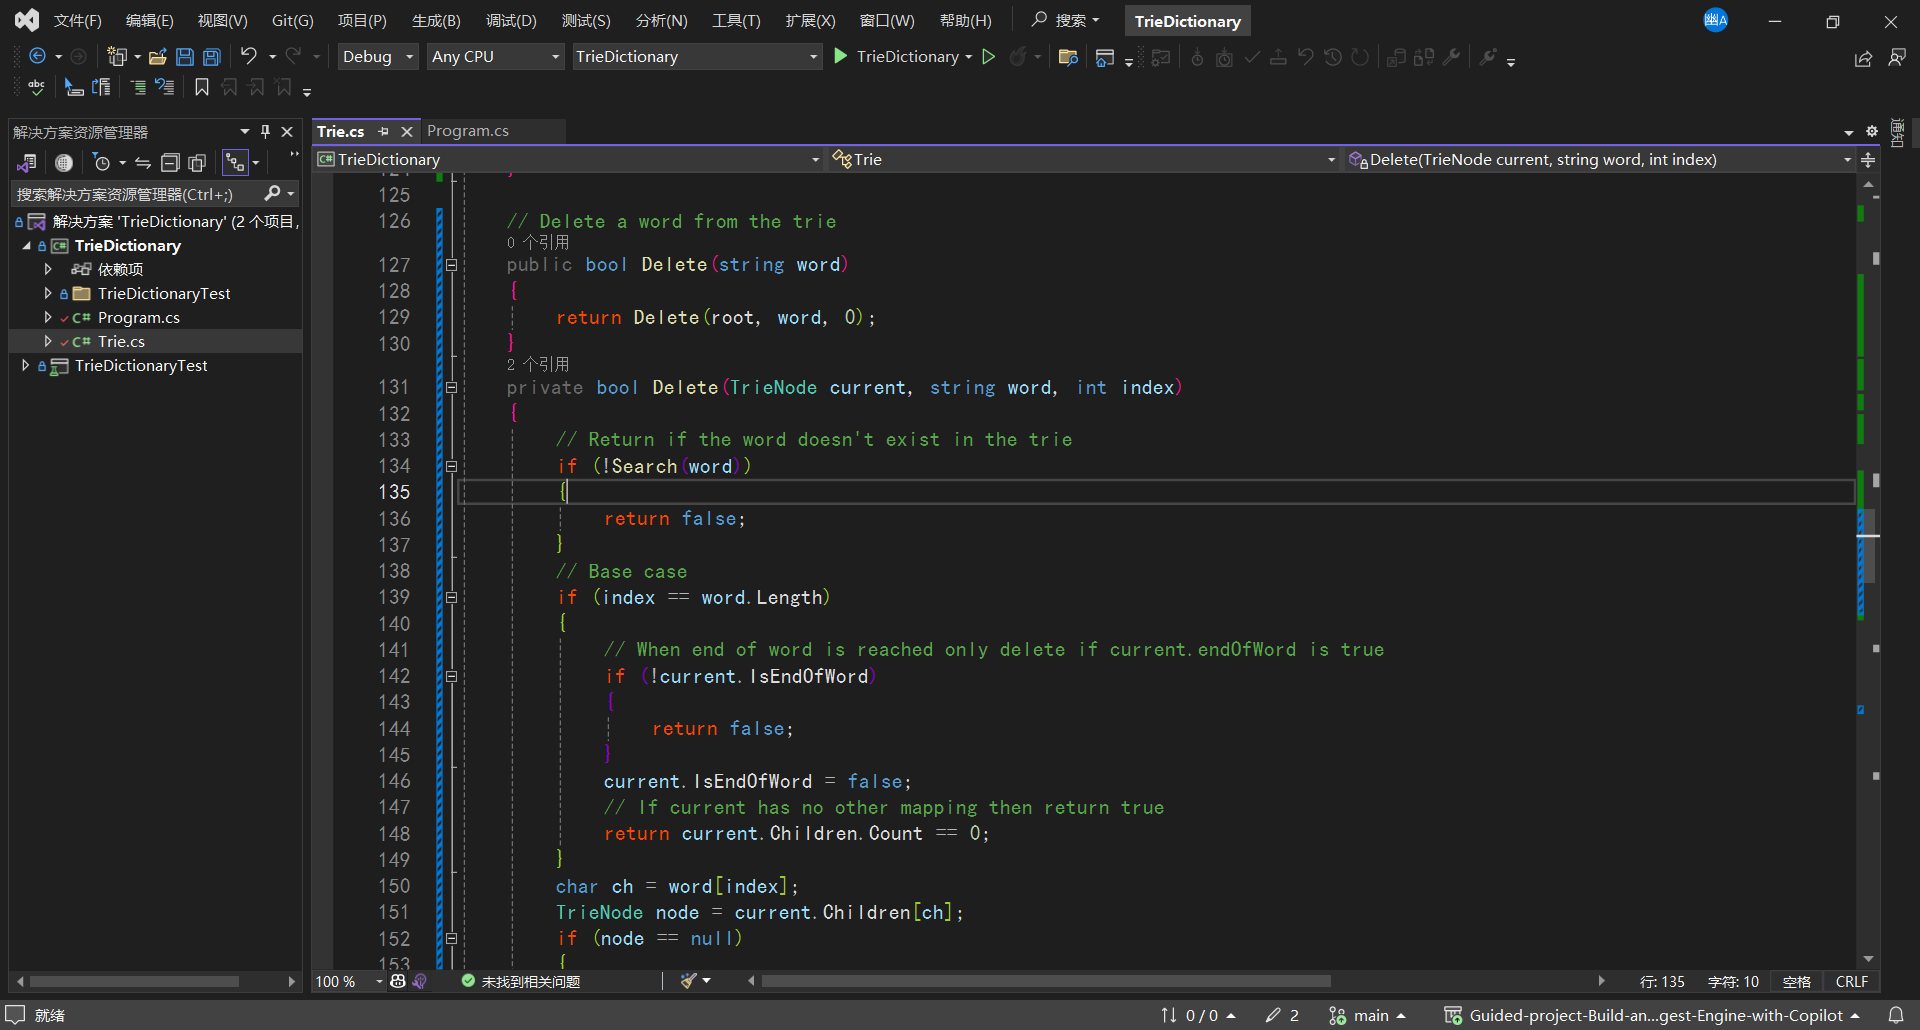 文件(F) 编辑(E) 视图(V) Git(G) 项目(P) 生成(B) 调试(D) 测试(S) 分析(N) 工具(T) 扩展(X) 窗口(W) 帮助(H) 搜索 TrieDictionary 幽A
Debug Any CPU TrieDictionary TrieDictionary
abc
解决方案资源管理器
搜索解决方案资源管理器(Ctrl+;)
解决方案 'TrieDictionary' (2 个项目,
C# TrieDictionary
依赖项
TrieDictionaryTest
C# Program.cs
C# Trie.cs
TrieDictionaryTest
Trie.cs Program.cs
C# TrieDictionary Trie Delete(TrieNode current, string word, int index)
通知
124 }
125
126 // Delete a word from the trie
0 个引用
127 public bool Delete(string word)
128 {
129 return Delete(root, word, 0);
130 }
2 个引用
131 private bool Delete(TrieNode current, string word, int index)
132 {
133 // Return if the word doesn't exist in the trie
134 if (!Search(word))
135 {
136 return false;
137 }
138 // Base case
139 if (index == word.Length)
140 {
141 // When end of word is reached only delete if current.endOfWord is true
142 if (!current.IsEndOfWord)
143 {
144 return false;
145 }
146 current.IsEndOfWord = false;
147 // If current has no other mapping then return true
148 return current.Children.Count == 0;
149 }
150 char ch = word[index];
151 TrieNode node = current.Children[ch];
152 if (node == null)
153 {
100 % 未找到相关问题 行: 135 字符: 10 空格 CRLF
就绪 0 / 0 2 main Guided-project-Build-an...gest-Engine-with-Copilot